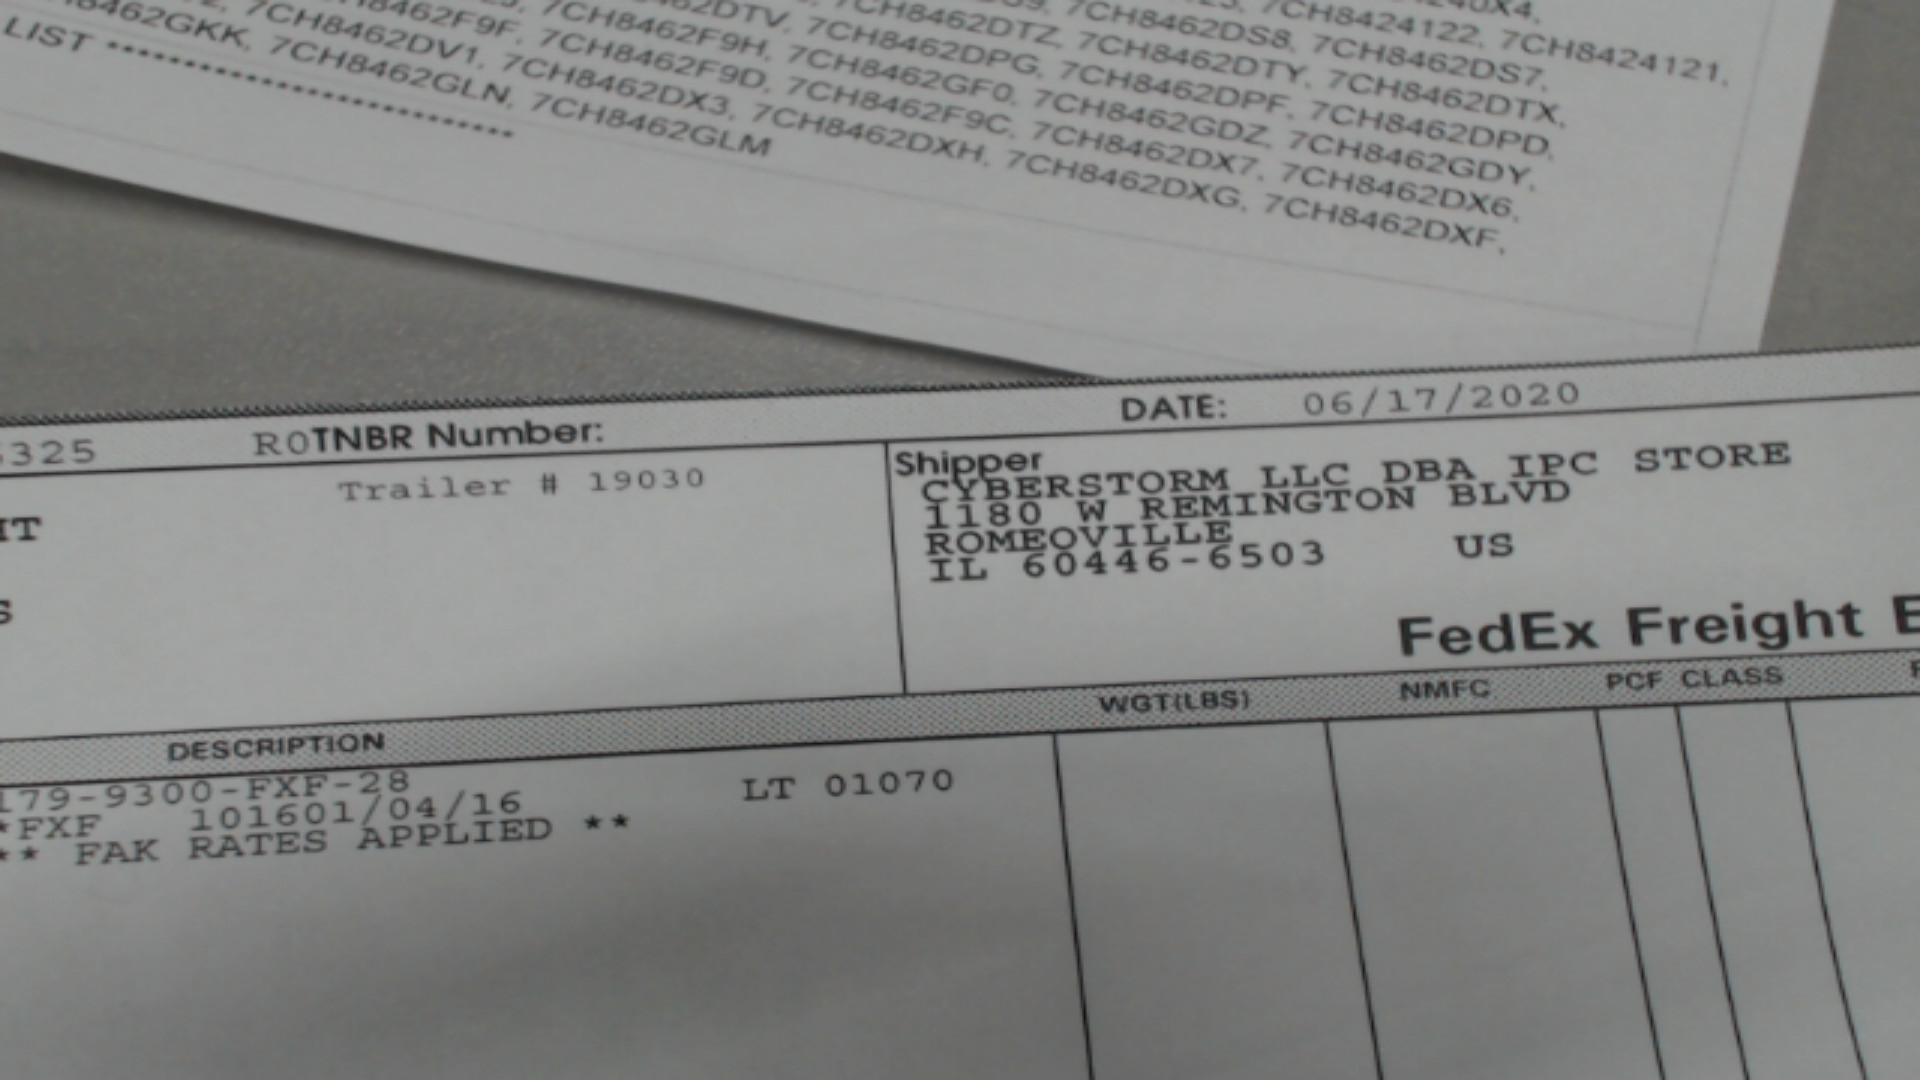 7CH8424122, 7CH8424121,
7CH8462DS8, 7CH8462DS7,
7CH8462DTZ, 7CH8462DTY, 7CH8462DTX,
7CH8462DPG, 7CH8462DPF, 7CH8462DPD,
7CH8462F9H, 7CH8462GF0, 7CH8462GDZ, 7CH8462GDY,
7CH8462F9D, 7CH8462F9C, 7CH8462DX7, 7CH8462DX6,
7CH8462DV1, 7CH8462DX3, 7CH8462DXH, 7CH8462DXG, 7CH8462DXF,
7CH8462GLN, 7CH8462GLM
LIST
325 R0TNBR Number: DATE: 06/17/2020
Trailer # 19030
Shipper
CYBERSTORM LLC DBA IPC STORE
1180 W REMINGTON BLVD
ROMEOVILLE
IL 60446-6503 US
FedEx Freight
DESCRIPTION WGT(LBS) NMFC PCF CLASS
179-9300-FXF-28 LT 01070
*FXF 101601/04/16
** FAK RATES APPLIED **